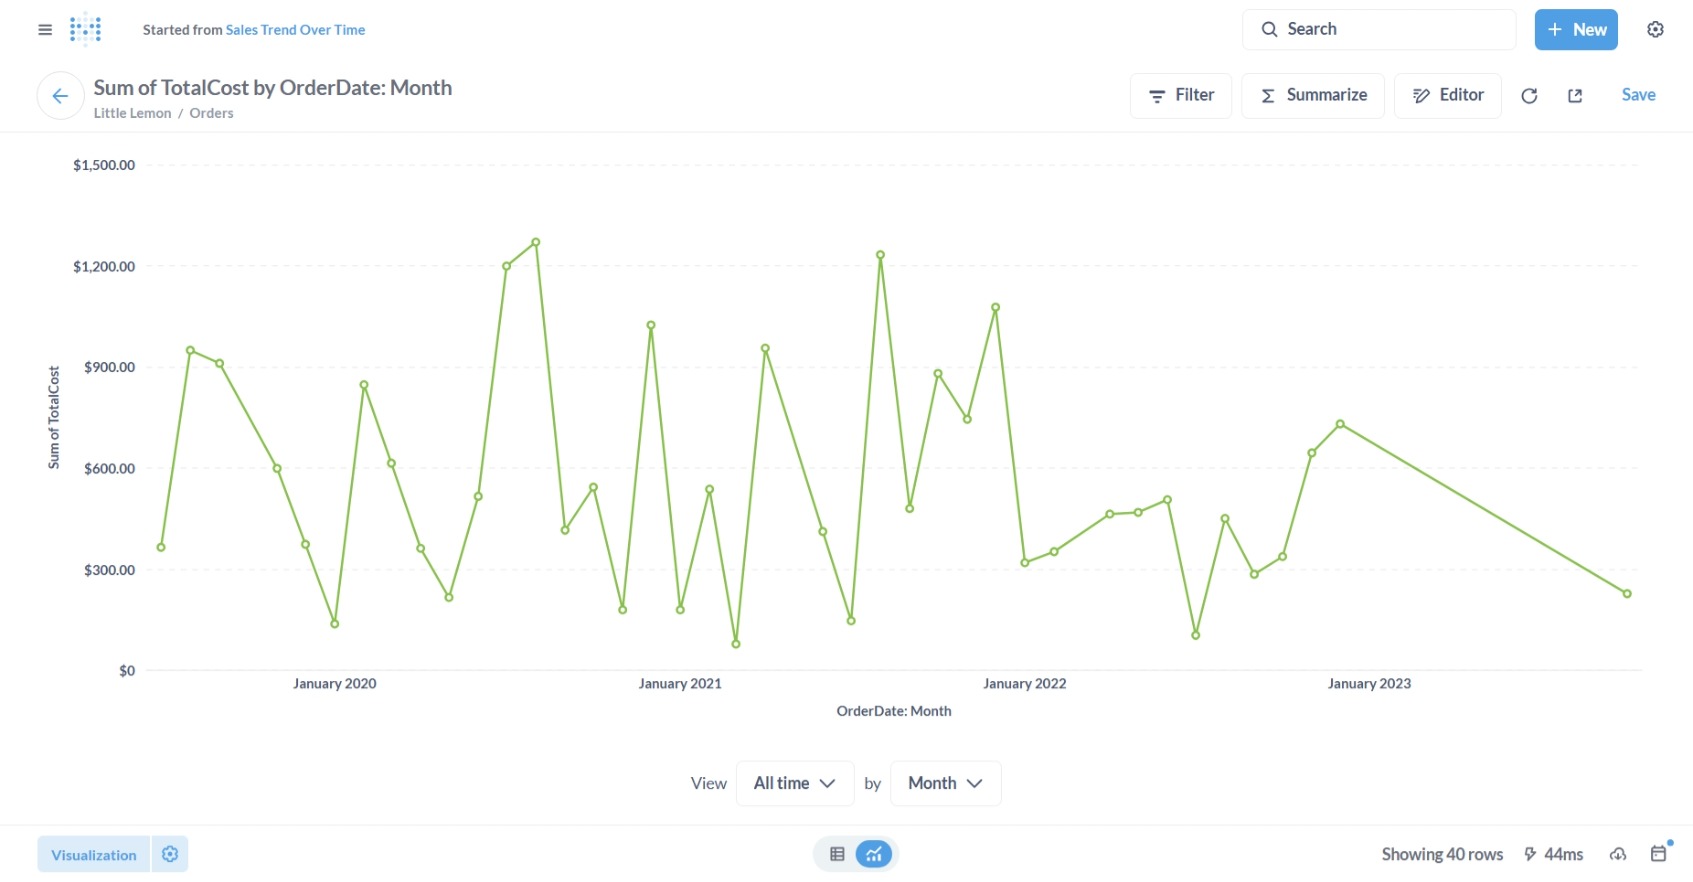 Started from Sales Trend Over Time
Search
New
Sum of TotalCost by OrderDate: Month
Little Lemon / Orders
Filter
Summarize
Editor
Save
$1,500.00
$1,200.00
$900.00
$600.00
$300.00
$0
Sum of TotalCost
January 2020
January 2021
January 2022
January 2023
OrderDate: Month
View All time by Month
Visualization
Showing 40 rows
44ms